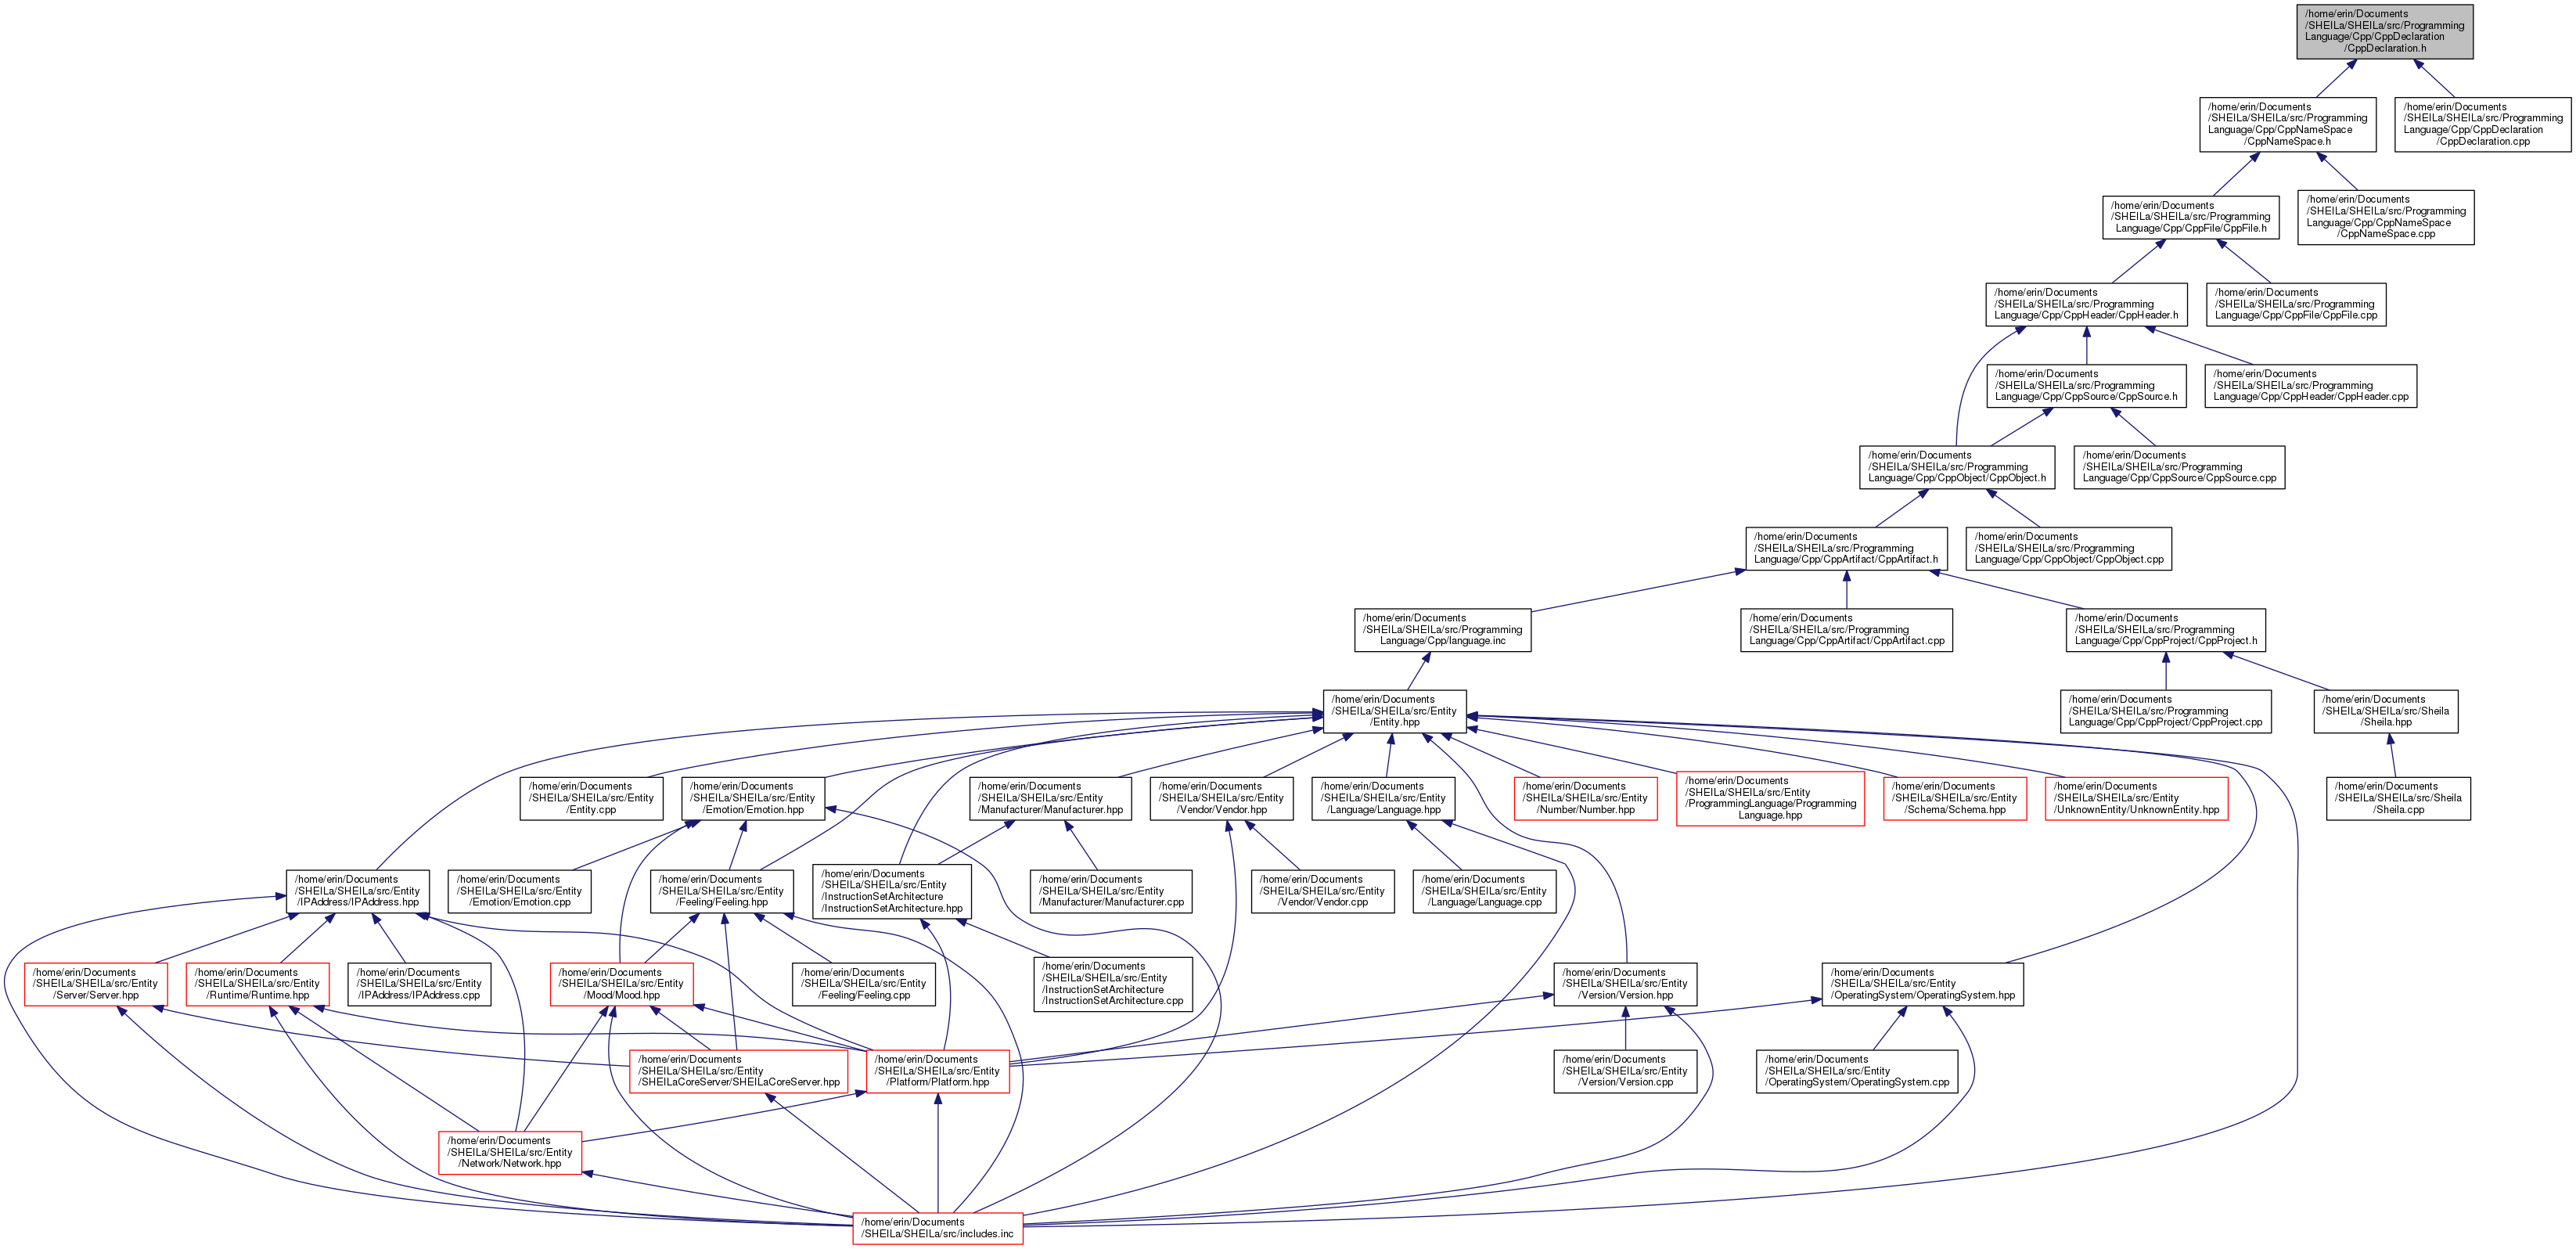 /home/erin/Documents
/SHEILa/SHEILa/src/Programming
Language/Cpp/CppDeclaration
/CppDeclaration.h
/home/erin/Documents
/SHEILa/SHEILa/src/Programming
Language/Cpp/CppNameSpace
/CppNameSpace.h
/home/erin/Documents
/SHEILa/SHEILa/src/Programming
Language/Cpp/CppDeclaration
/CppDeclaration.cpp
/home/erin/Documents
/SHEILa/SHEILa/src/Programming
Language/Cpp/CppFile/CppFile.h
/home/erin/Documents
/SHEILa/SHEILa/src/Programming
Language/Cpp/CppNameSpace
/CppNameSpace.cpp
/home/erin/Documents
/SHEILa/SHEILa/src/Programming
Language/Cpp/CppHeader/CppHeader.h
/home/erin/Documents
/SHEILa/SHEILa/src/Programming
Language/Cpp/CppFile/CppFile.cpp
/home/erin/Documents
/SHEILa/SHEILa/src/Programming
Language/Cpp/CppSource/CppSource.h
/home/erin/Documents
/SHEILa/SHEILa/src/Programming
Language/Cpp/CppHeader/CppHeader.cpp
/home/erin/Documents
/SHEILa/SHEILa/src/Programming
Language/Cpp/CppObject/CppObject.h
/home/erin/Documents
/SHEILa/SHEILa/src/Programming
Language/Cpp/CppSource/CppSource.cpp
/home/erin/Documents
/SHEILa/SHEILa/src/Programming
Language/Cpp/CppArtifact/CppArtifact.h
/home/erin/Documents
/SHEILa/SHEILa/src/Programming
Language/Cpp/CppObject/CppObject.cpp
/home/erin/Documents
/SHEILa/SHEILa/src/Programming
Language/Cpp/language.inc
/home/erin/Documents
/SHEILa/SHEILa/src/Programming
Language/Cpp/CppArtifact/CppArtifact.cpp
/home/erin/Documents
/SHEILa/SHEILa/src/Programming
Language/Cpp/CppProject/CppProject.h
/home/erin/Documents
/SHEILa/SHEILa/src/Entity
/Entity.hpp
/home/erin/Documents
/SHEILa/SHEILa/src/Programming
Language/Cpp/CppProject/CppProject.cpp
/home/erin/Documents
/SHEILa/SHEILa/src/Sheila
/Sheila.hpp
/home/erin/Documents
/SHEILa/SHEILa/src/Entity
/Entity.cpp
/home/erin/Documents
/SHEILa/SHEILa/src/Entity
/Emotion/Emotion.hpp
/home/erin/Documents
/SHEILa/SHEILa/src/Entity
/Manufacturer/Manufacturer.hpp
/home/erin/Documents
/SHEILa/SHEILa/src/Entity
/Vendor/Vendor.hpp
/home/erin/Documents
/SHEILa/SHEILa/src/Entity
/Language/Language.hpp
/home/erin/Documents
/SHEILa/SHEILa/src/Entity
/Number/Number.hpp
/home/erin/Documents
/SHEILa/SHEILa/src/Entity
/ProgrammingLanguage/Programming
Language.hpp
/home/erin/Documents
/SHEILa/SHEILa/src/Entity
/Schema/Schema.hpp
/home/erin/Documents
/SHEILa/SHEILa/src/Entity
/UnknownEntity/UnknownEntity.hpp
/home/erin/Documents
/SHEILa/SHEILa/src/Sheila
/Sheila.cpp
/home/erin/Documents
/SHEILa/SHEILa/src/Entity
/IPAddress/IPAddress.hpp
/home/erin/Documents
/SHEILa/SHEILa/src/Entity
/Emotion/Emotion.cpp
/home/erin/Documents
/SHEILa/SHEILa/src/Entity
/Feeling/Feeling.hpp
/home/erin/Documents
/SHEILa/SHEILa/src/Entity
/InstructionSetArchitecture
/InstructionSetArchitecture.hpp
/home/erin/Documents
/SHEILa/SHEILa/src/Entity
/Manufacturer/Manufacturer.cpp
/home/erin/Documents
/SHEILa/SHEILa/src/Entity
/Vendor/Vendor.cpp
/home/erin/Documents
/SHEILa/SHEILa/src/Entity
/Language/Language.cpp
/home/erin/Documents
/SHEILa/SHEILa/src/Entity
/Server/Server.hpp
/home/erin/Documents
/SHEILa/SHEILa/src/Entity
/Runtime/Runtime.hpp
/home/erin/Documents
/SHEILa/SHEILa/src/Entity
/IPAddress/IPAddress.cpp
/home/erin/Documents
/SHEILa/SHEILa/src/Entity
/Mood/Mood.hpp
/home/erin/Documents
/SHEILa/SHEILa/src/Entity
/Feeling/Feeling.cpp
/home/erin/Documents
/SHEILa/SHEILa/src/Entity
/InstructionSetArchitecture
/InstructionSetArchitecture.cpp
/home/erin/Documents
/SHEILa/SHEILa/src/Entity
/Version/Version.hpp
/home/erin/Documents
/SHEILa/SHEILa/src/Entity
/OperatingSystem/OperatingSystem.hpp
/home/erin/Documents
/SHEILa/SHEILa/src/Entity
/SHEILaCoreServer/SHEILaCoreServer.hpp
/home/erin/Documents
/SHEILa/SHEILa/src/Entity
/Platform/Platform.hpp
/home/erin/Documents
/SHEILa/SHEILa/src/Entity
/Version/Version.cpp
/home/erin/Documents
/SHEILa/SHEILa/src/Entity
/OperatingSystem/OperatingSystem.cpp
/home/erin/Documents
/SHEILa/SHEILa/src/Entity
/Network/Network.hpp
/home/erin/Documents
/SHEILa/SHEILa/src/includes.inc